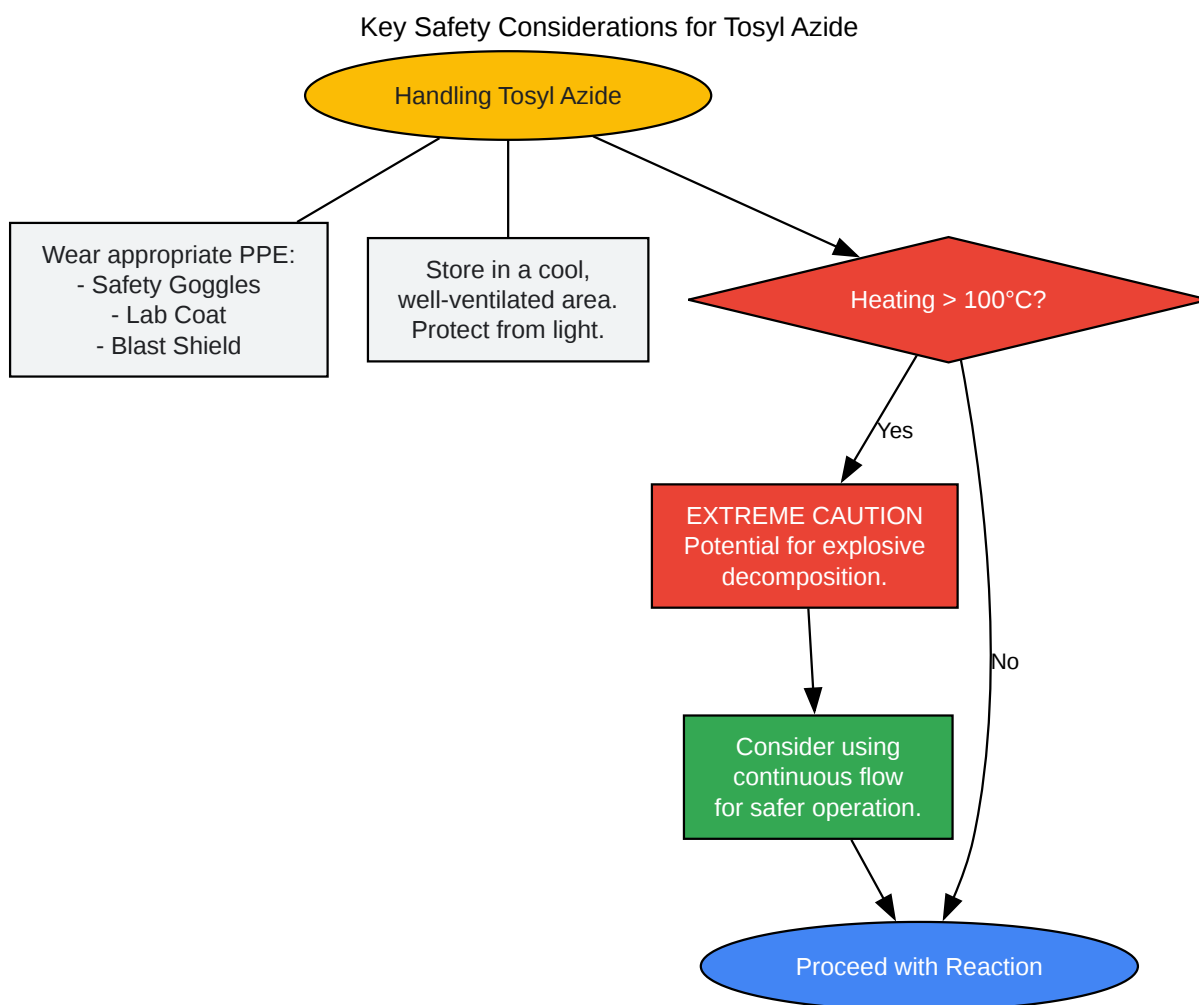 Key Safety Considerations for Tosyl Azide
Handling Tosyl Azide
Wear appropriate PPE:
- Safety Goggles
- Lab Coat
- Blast Shield
Store in a cool,
well-ventilated area.
Protect from light.
Heating > 100°C?
Yes
EXTREME CAUTION
Potential for explosive
decomposition.
No
Consider using
continuous flow
for safer operation.
Proceed with Reaction